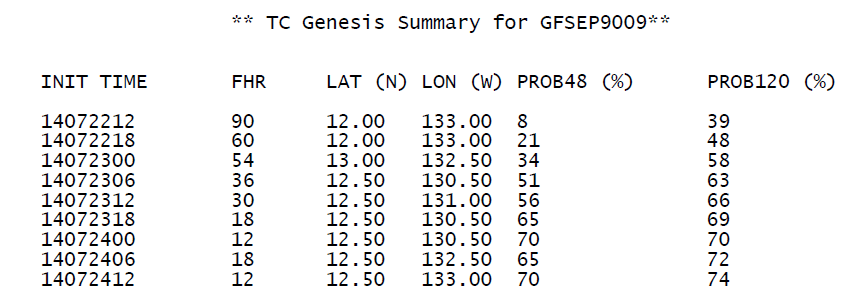 ** TC Genesis Summary for GFSEP9009**
INIT TIME FHR LAT (N) LON (W) PROB48 (%) PROB120 (%)
14072212 90 12.00 133.00 8 39
14072218 60 12.00 133.00 21 48
14072300 54 13.00 132.50 34 58
14072306 36 12.50 130.50 51 63
14072312 30 12.50 131.00 56 66
14072318 18 12.50 130.50 65 69
14072400 12 12.50 130.50 70 70
14072406 18 12.50 132.50 65 72
14072412 12 12.50 133.00 70 74